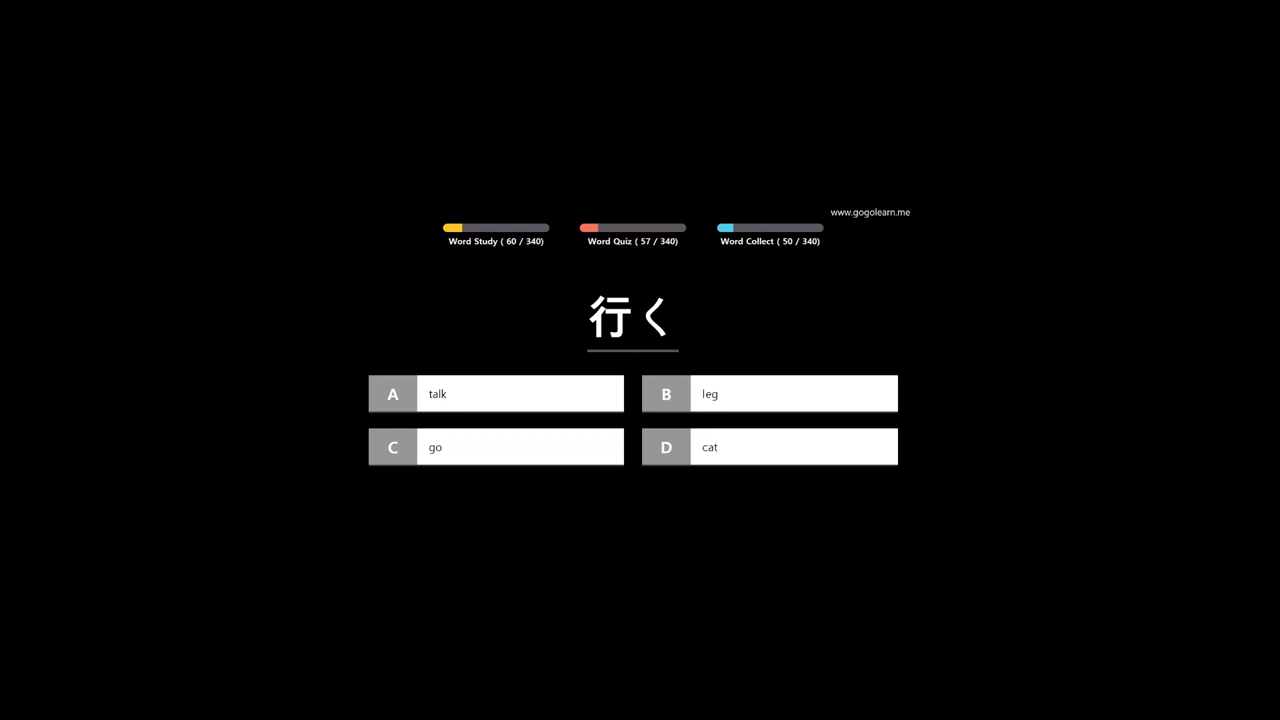 www.gogolearn.me
Word Study ( 60 / 340)
Word Quiz ( 57 / 340)
Word Collect ( 50 / 340)
行く
A talk
B leg
C go
D cat